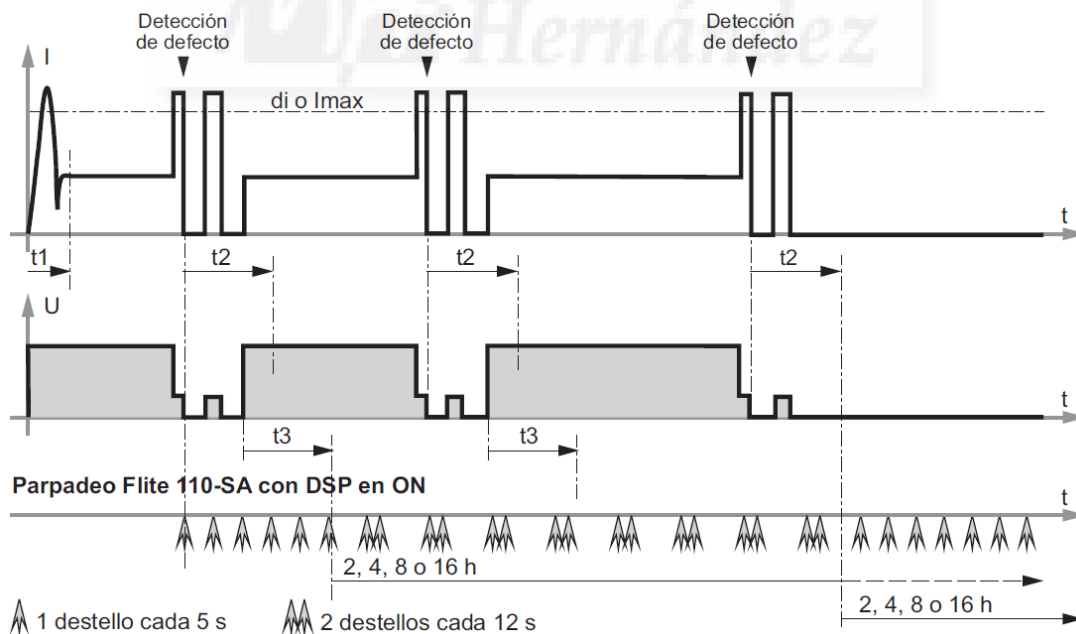 Hernández
Detección
de defecto
Detección
de defecto
Detección
de defecto
I
di o Imax
t
t1
t2
t2
t2
U
t
t3
t3
Parpadeo Flite 110-SA con DSP en ON
t
2, 4, 8 o 16 h
2, 4, 8 o 16 h
1 destello cada 5 s
2 destellos cada 12 s